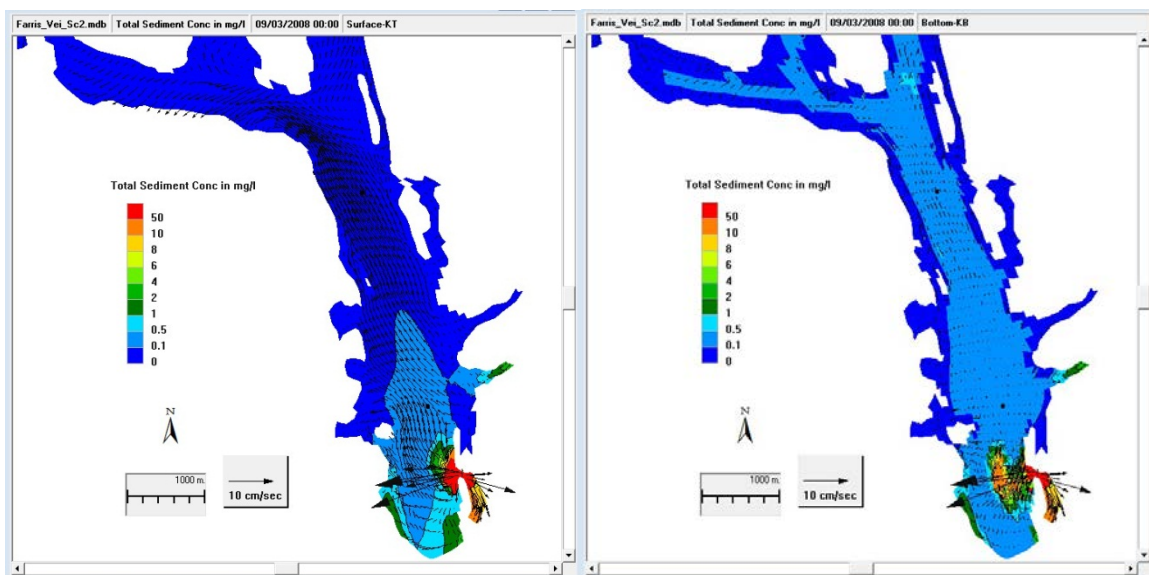 Farris_Vei_Sc2.mdb Total Sediment Conc in mg/l 09/03/2008 00:00 Surface-KT
Total Sediment Conc in mg/l
50
10
8
6
4
2
1
0.5
0.1
0
N
1000 m.
10 cm/sec
Farris_Vei_Sc2.mdb Total Sediment Conc in mg/l 09/03/2008 00:00 Bottom-KB
Total Sediment Conc in mg/l
50
10
8
6
4
2
1
0.5
0.1
0
N
1000 m.
10 cm/sec